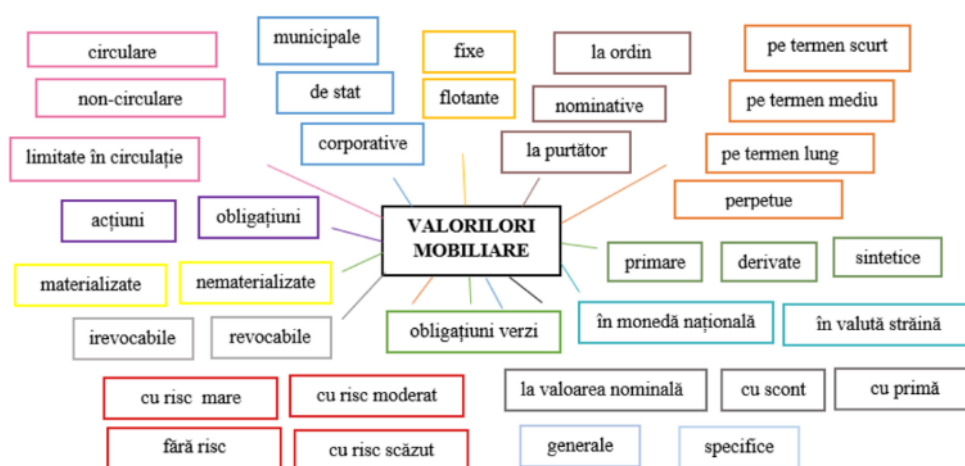 circulare
municipale
fixe
la ordin
pe termen scurt
non-circulare
de stat
flotante
nominative
pe termen mediu
limitate în circulație
corporative
la purtător
pe termen lung
perpetue
acțiuni
obligațiuni
VALORILORI
MOBILIARE
primare
derivate
sintetice
materializate
nematerializate
irevocabile
revocabile
obligațiuni verzi
în monedă națională
în valută străină
cu risc mare
cu risc moderat
la valoarea nominală
cu scont
cu primă
fără risc
cu risc scăzut
generale
specifice